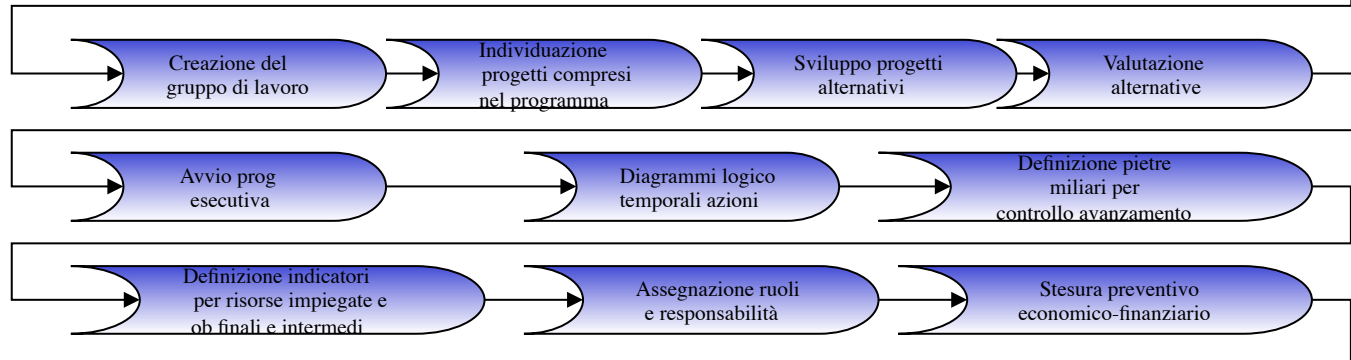 Creazione del
gruppo di lavoro
Individuazione
progetti compresi
nel programma
Sviluppo progetti
alternativi
Valutazione
alternative
Avvio prog
esecutiva
Diagrammi logico
temporali azioni
Definizione pietre
miliari per
controllo avanzamento
Definizione indicatori
per risorse impiegate e
ob finali e intermedi
Assegnazione ruoli
e responsabilità
Stesura preventivo
economico-finanziario